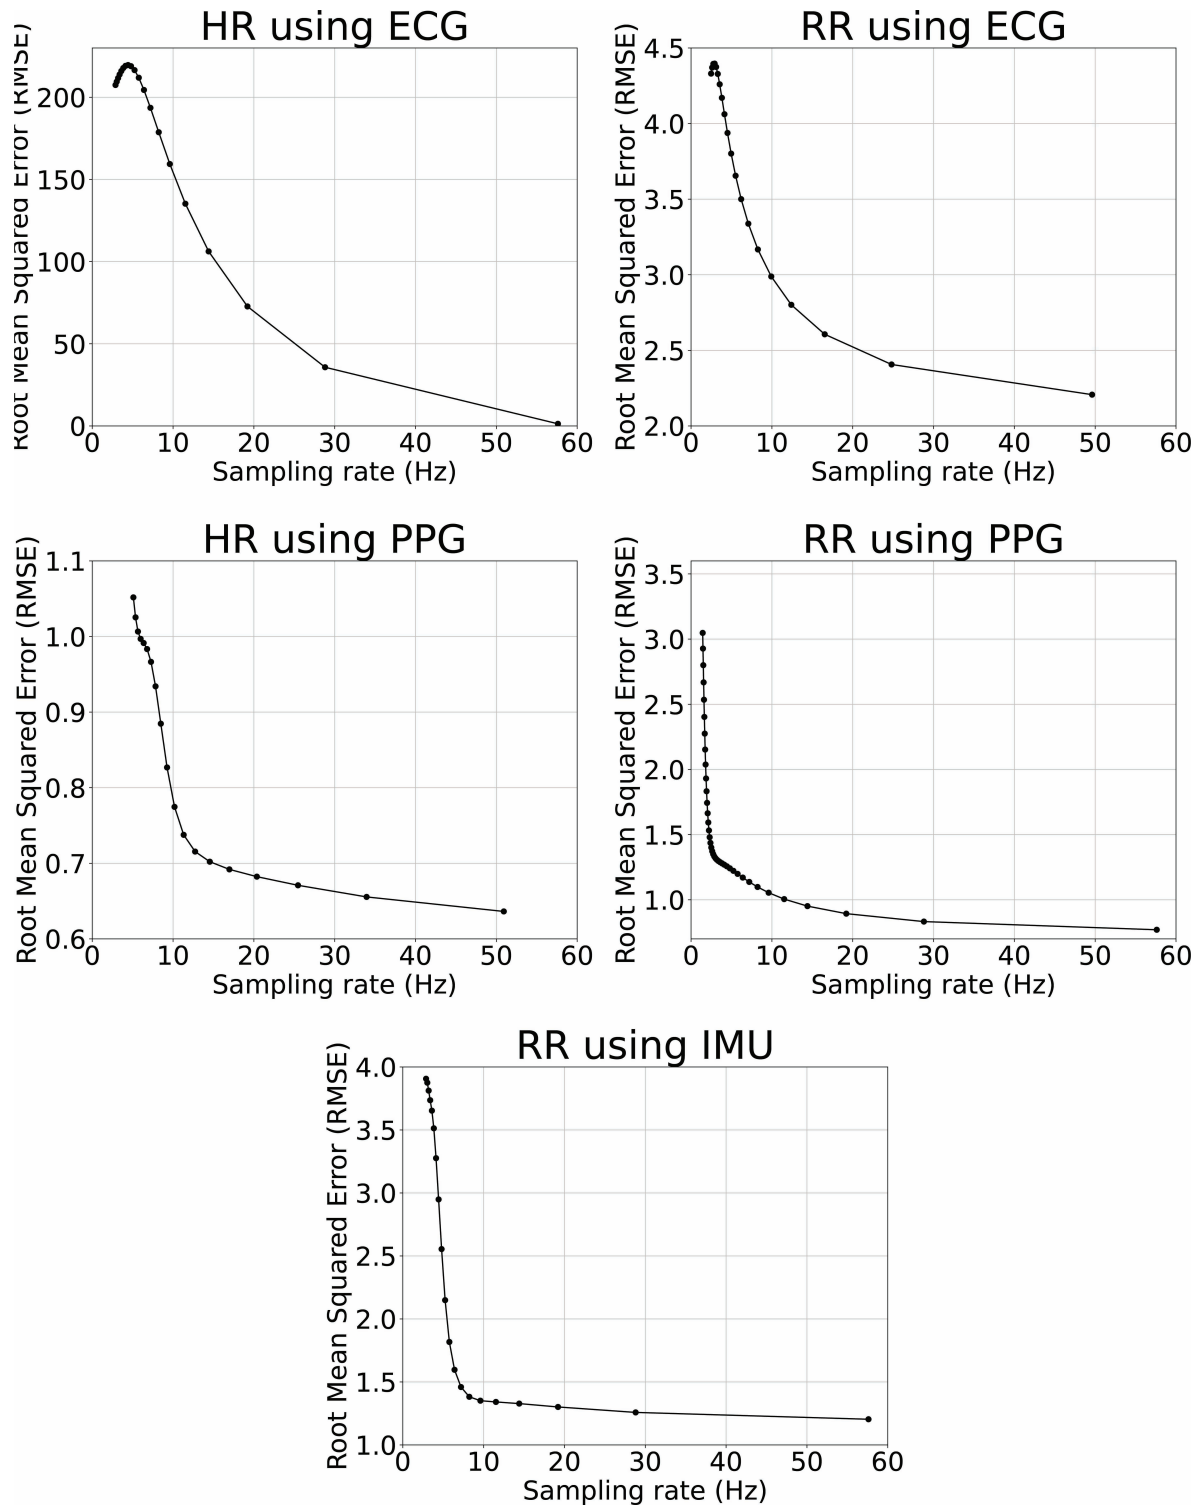 HR using ECG
Root Mean Squared Error (RMSE)
200
150
100
50
0
0 10 20 30 40 50 60
Sampling rate (Hz)
RR using ECG
Root Mean Squared Error (RMSE)
4.5
4.0
3.5
3.0
2.5
2.0
0 10 20 30 40 50 60
Sampling rate (Hz)
HR using PPG
Root Mean Squared Error (RMSE)
1.1
1.0
0.9
0.8
0.7
0.6
0 10 20 30 40 50 60
Sampling rate (Hz)
RR using PPG
Root Mean Squared Error (RMSE)
3.5
3.0
2.5
2.0
1.5
1.0
0 10 20 30 40 50 60
Sampling rate (Hz)
RR using IMU
Root Mean Squared Error (RMSE)
4.0
3.5
3.0
2.5
2.0
1.5
1.0
0 10 20 30 40 50 60
Sampling rate (Hz)